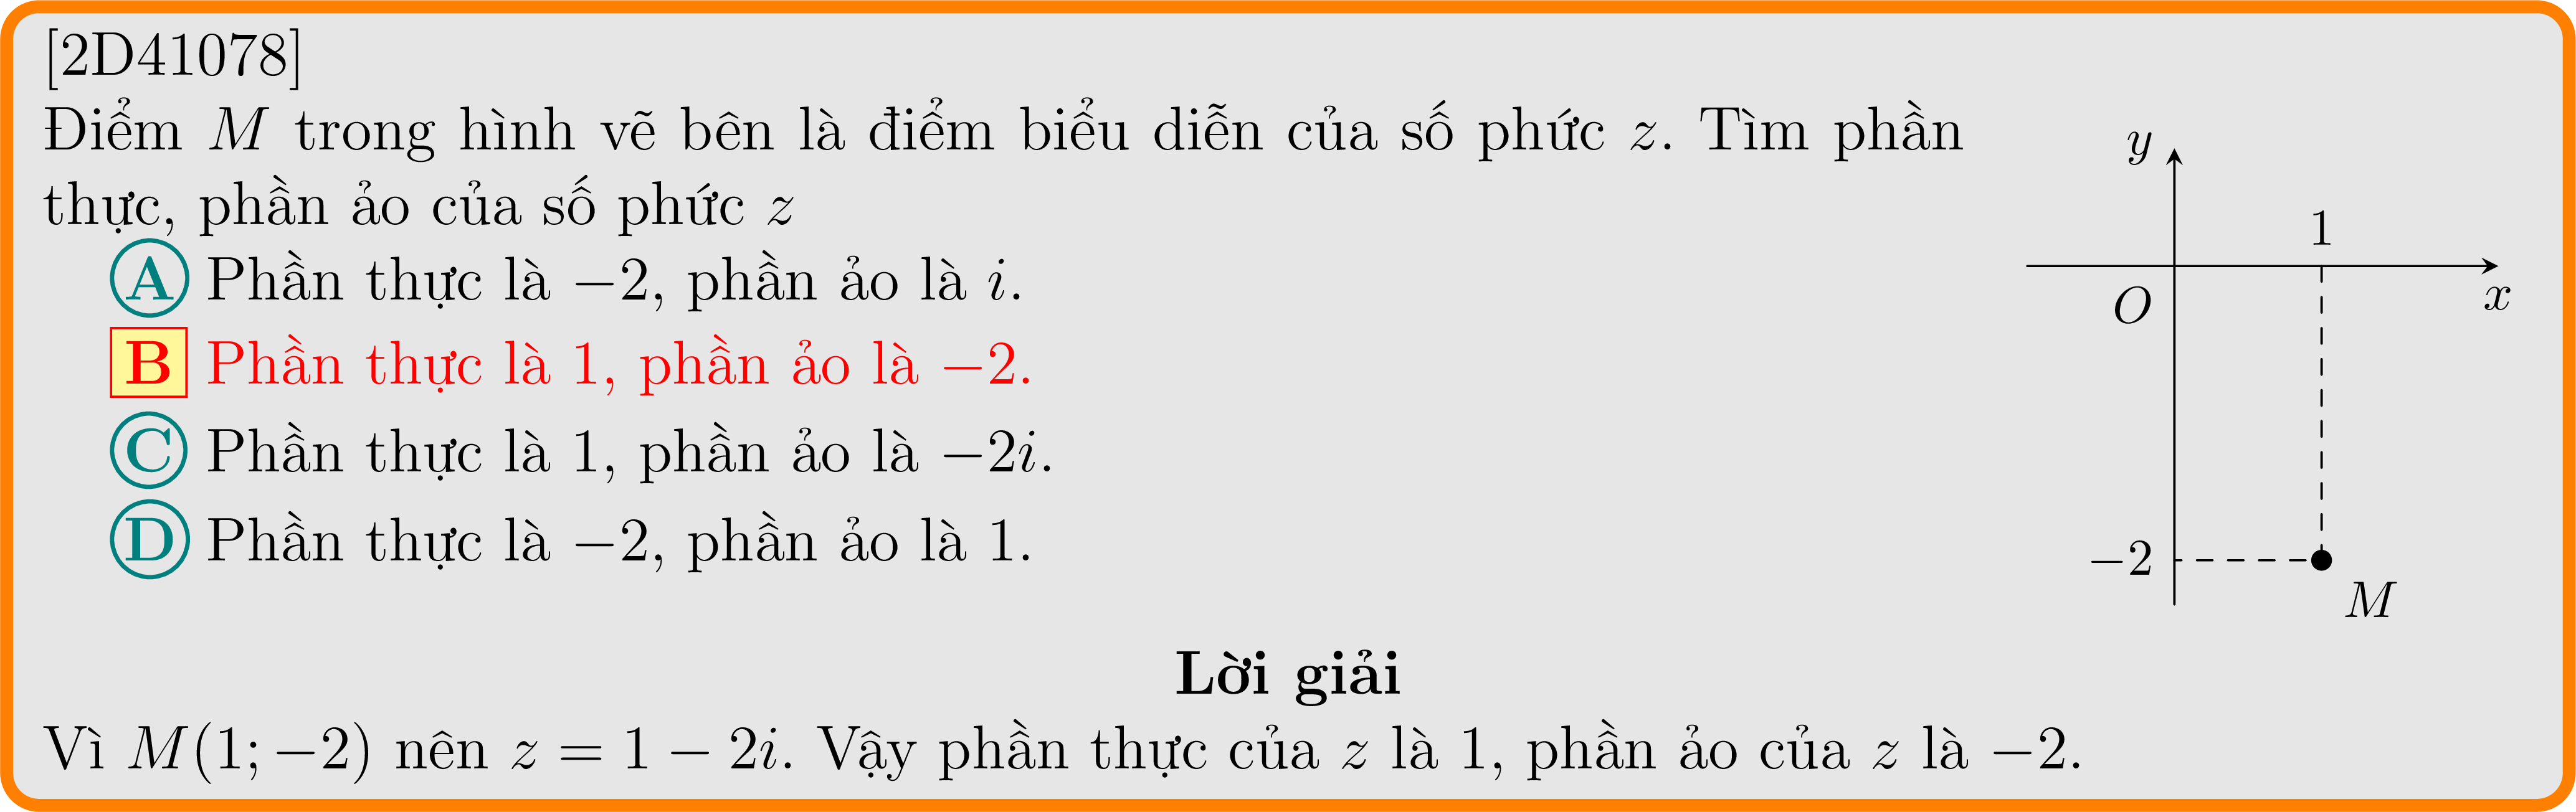 [2D41078]
Điểm M trong hình vẽ bên là điểm biểu diễn của số phức z. Tìm phần
thực, phần ảo của số phức z
A Phần thực là −2, phần ảo là i.
B Phần thực là 1, phần ảo là −2.
C Phần thực là 1, phần ảo là −2i.
D Phần thực là −2, phần ảo là 1.
y
1
O
x
−2
M
Lời giải
Vì M(1; −2) nên z = 1 − 2i. Vậy phần thực của z là 1, phần ảo của z là −2.